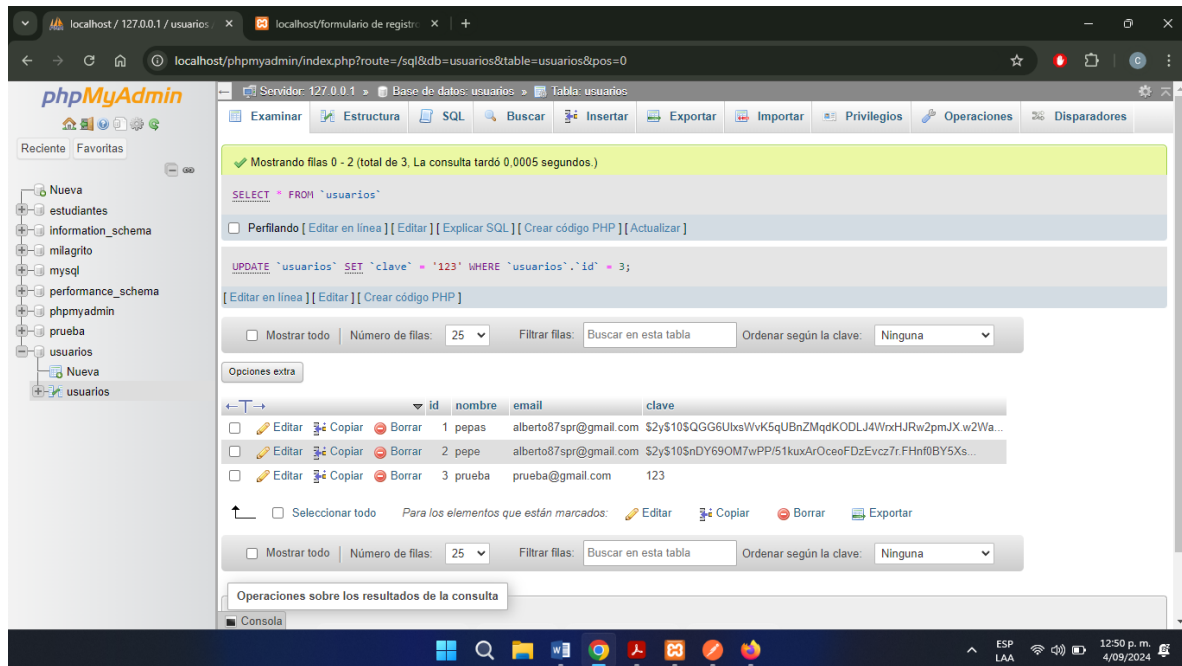 localhost / 127.0.0.1 / usuarios /
localhost/formulario de registro
localhost/phpmyadmin/index.php?route=/sql&db=usuarios&table=usuarios&pos=0
C
phpMyAdmin
Reciente Favoritas
Nueva
estudiantes
information_schema
milagrito
mysql
performance_schema
phpmyadmin
prueba
usuarios
Nueva
usuarios
Servidor: 127.0.0.1 » Base de datos: usuarios » Tabla: usuarios
Examinar Estructura SQL Buscar Insertar Exportar Importar Privilegios Operaciones Disparadores
Mostrando filas 0 - 2 (total de 3, La consulta tardó 0,0005 segundos.)
SELECT * FROM `usuarios`
Perfilando [ Editar en línea ] [ Editar ] [ Explicar SQL ] [ Crear código PHP ] [ Actualizar ]
UPDATE `usuarios` SET `clave` = '123' WHERE `usuarios`.`id` = 3;
[ Editar en línea ] [ Editar ] [ Crear código PHP ]
Mostrar todo | Número de filas: 25 Filtrar filas: Buscar en esta tabla Ordenar según la clave: Ninguna
Opciones extra
←T→ id nombre email clave
Editar Copiar Borrar 1 pepas alberto87spr@gmail.com $2y$10$QGG6UlxsWvK5qUBnZMqdKODLJ4WrxHJRw2pmJX.w2Wa...
Editar Copiar Borrar 2 pepe alberto87spr@gmail.com $2y$10$nDY69OM7wPP/51kuxArOceoFDzEvcz7r.FHnf0BY5Xs...
Editar Copiar Borrar 3 prueba prueba@gmail.com 123
Seleccionar todo Para los elementos que están marcados: Editar Copiar Borrar Exportar
Mostrar todo | Número de filas: 25 Filtrar filas: Buscar en esta tabla Ordenar según la clave: Ninguna
Operaciones sobre los resultados de la consulta
Consola
ESP
LAA
12:50 p. m.
4/09/2024